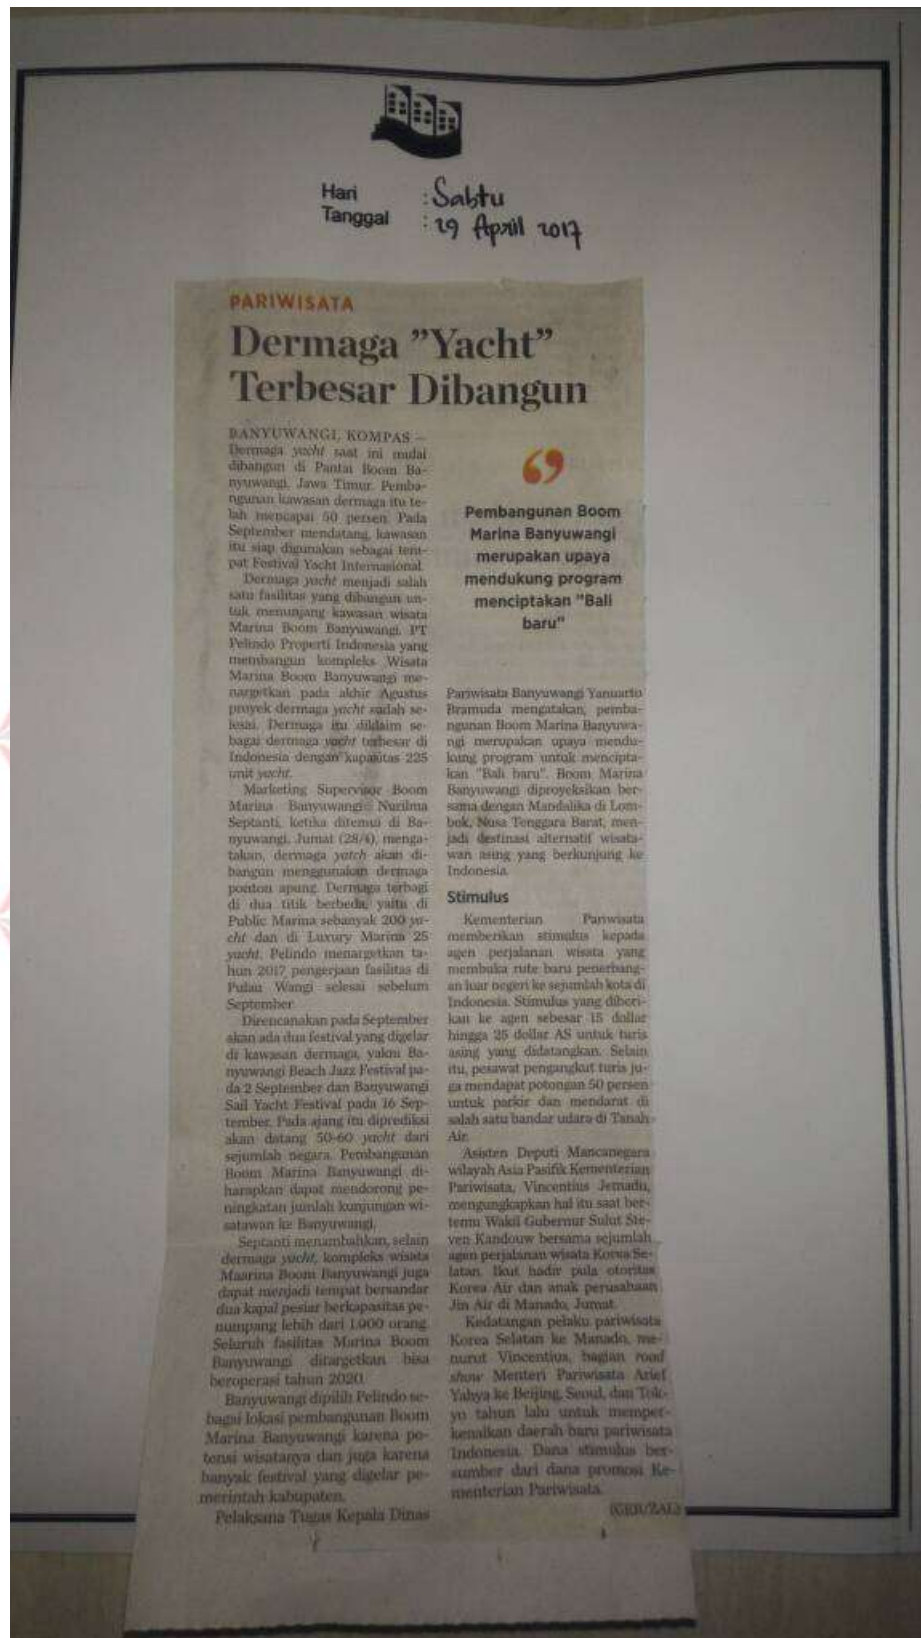 Hari : Sabtu
Tanggal : 29 April 2017
PARIWISATA
Dermaga "Yacht"
Terbesar Dibangun
BANYUWANGI, KOMPAS —
Dermaga yacht saat ini mulai
dibangun di Pantai Boom Ba-
nyuwangi, Jawa Timur. Pemba-
ngunan kawasan dermaga itu te-
lah mencapai 50 persen. Pada
September mendatang, kawasan
itu siap digunakan sebagai tem-
pat Festival Yacht Internasional.
Dermaga yacht menjadi salah
satu fasilitas yang dibangun un-
tuk menunjang kawasan wisata
Marina Boom Banyuwangi. PT
Pelindo Properti Indonesia yang
membangun kompleks Wisata
Marina Boom Banyuwangi me-
nargetkan pada akhir Agustus
proyek dermaga yacht sudah se-
lesai. Dermaga itu diklaim se-
bagai dermaga yacht terbesar di
Indonesia dengan kapasitas 225
unit yacht.
Marketing Supervisor Boom
Marina Banyuwangi Nurilma
Septanti, ketika ditemui di Ba-
nyuwangi, Jumat (28/4), menga-
takan, dermaga yatch akan di-
bangun menggunakan dermaga
ponton apung. Dermaga terbagi
di dua titik berbeda, yaitu di
Public Marina sebanyak 200 ya-
cht dan di Luxury Marina 25
yacht. Pelindo menargetkan ta-
hun 2017 pengerjaan fasilitas di
Pulau Wangi selesai sebelum
September.
Direncanakan pada September
akan ada dua festival yang digelar
di kawasan dermaga, yakni Ba-
nyuwangi Beach Jazz Festival pa-
da 2 September dan Banyuwangi
Sail Yacht Festival pada 16 Sep-
tember. Pada ajang itu diprediksi
akan datang 50-60 yacht dari
sejumlah negara. Pembangunan
Boom Marina Banyuwangi di-
harapkan dapat mendorong pe-
ningkatan jumlah kunjungan wi-
satawan ke Banyuwangi.
Septanti menambahkan, selain
dermaga yacht, kompleks wisata
Maarina Boom Banyuwangi juga
dapat menjadi tempat bersandar
dua kapal pesiar berkapasitas pe-
numpang lebih dari 1.900 orang.
Seluruh fasilitas Marina Boom
Banyuwangi ditargetkan bisa
beroperasi tahun 2020.
Banyuwangi dipilih Pelindo se-
bagai lokasi pembangunan Boom
Marina Banyuwangi karena po-
tensi wisatanya dan juga karena
banyak festival yang digelar pe-
merintah kabupaten.
Pelaksana Tugas Kepala Dinas
Pembangunan Boom
Marina Banyuwangi
merupakan upaya
mendukung program
menciptakan "Bali
baru"
Pariwisata Banyuwangi Yanuarto
Bramuda mengatakan, pemba-
ngunan Boom Marina Banyuwa-
ngi merupakan upaya mendu-
kung program untuk mencipta-
kan "Bali baru". Boom Marina
Banyuwangi diproyeksikan ber-
sama dengan Mandalika di Lom-
bok, Nusa Tenggara Barat, men-
jadi destinasi alternatif wisata-
wan asing yang berkunjung ke
Indonesia.
Stimulus
Kementerian Pariwisata
memberikan stimulus kepada
agen perjalanan wisata yang
membuka rute baru penerbang-
an luar negeri ke sejumlah kota di
Indonesia. Stimulus yang diberi-
kan ke agen sebesar 15 dollar
hingga 25 dollar AS untuk turis
asing yang didatangkan. Selain
itu, pesawat pengangkut turis ju-
ga mendapat potongan 50 persen
untuk parkir dan mendarat di
salah satu bandar udara di Tanah
Air.
Asisten Deputi Mancanegara
wilayah Asia Pasifik Kementerian
Pariwisata, Vincentius Jemadu,
mengungkapkan hal itu saat ber-
temu Wakil Gubernur Sulut Ste-
ven Kandouw bersama sejumlah
agen perjalanan wisata Korea Se-
latan. Ikut hadir pula otoritas
Korea Air dan anak perusahaan
Jin Air di Manado, Jumat.
Kedatangan pelaku pariwisata
Korea Selatan ke Manado, me-
nurut Vincentius, bagian road
show Menteri Pariwisata Arief
Yahya ke Beijing, Seoul, dan Tok-
yo tahun lalu untuk memper-
kenalkan daerah baru pariwisata
Indonesia. Dana stimulus ber-
sumber dari dana promosi Ke-
menterian Pariwisata.
(GER/ZAL)